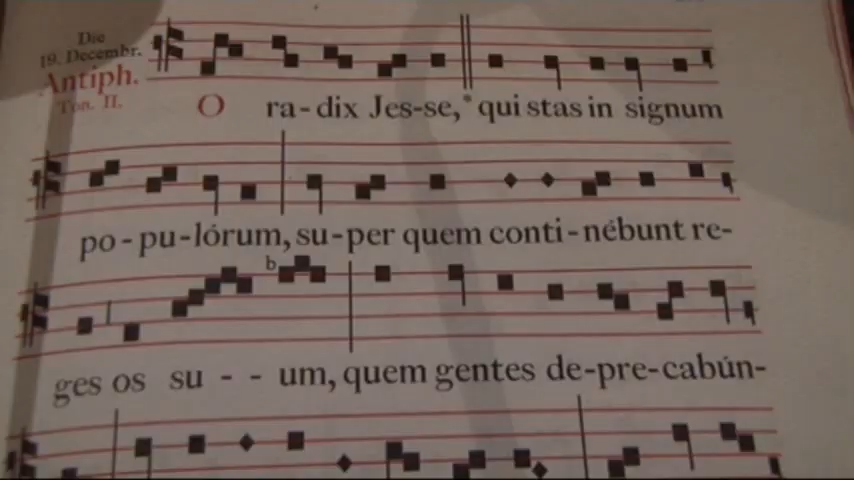 Die
19. Decembr.
Antiph.
Ton. II.
O ra-dix Jes-se,* qui stas in signum
po-pu-lórum, su-per quem conti-nébunt re-
b
ges os su -- um, quem gentes de-pre-cabún-